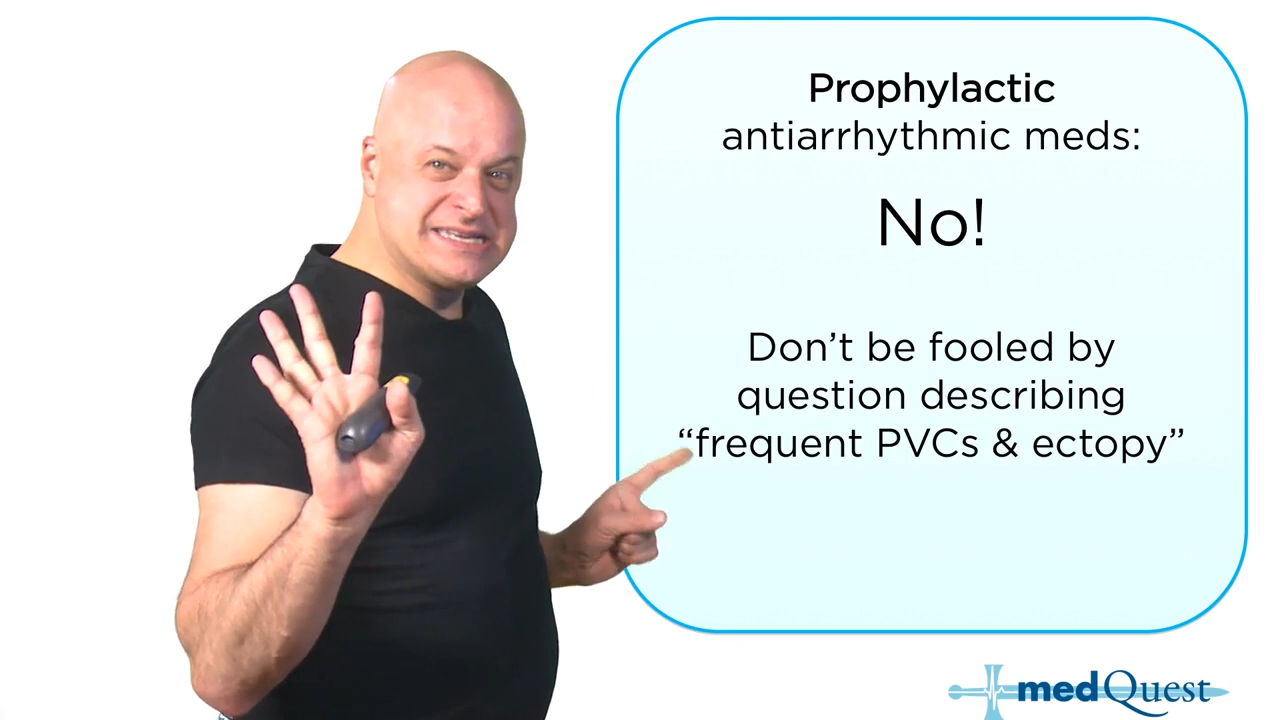 Prophylactic
antiarrhythmic meds:
No!
Don’t be fooled by
question describing
“frequent PVCs & ectopy”
medQuest